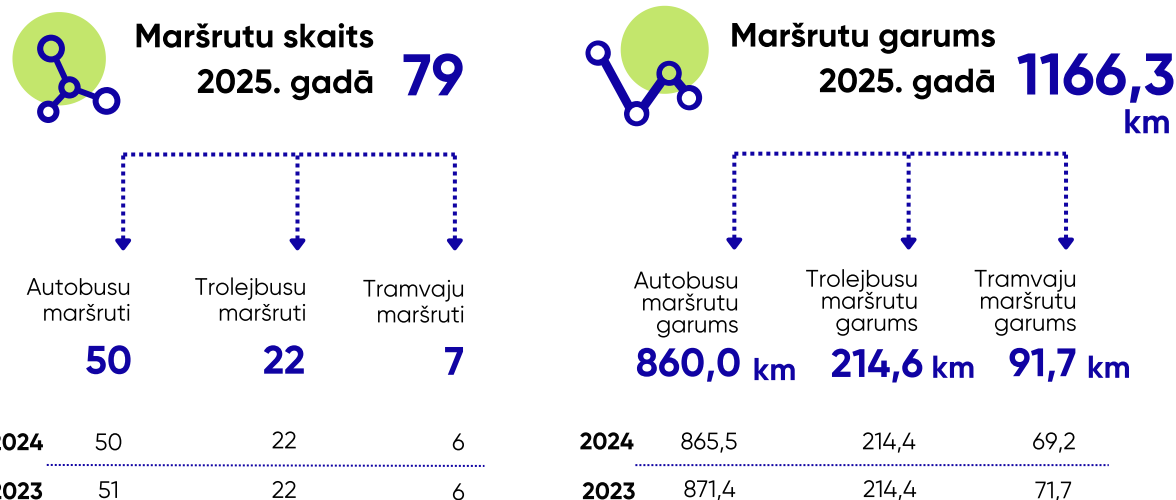 Maršrutu skaits
2025. gadā 79
Autobusu
maršruti
50
Trolejbusu
maršruti
22
Tramvaju
maršruti
7
2024 50 22 6
2023 51 22 6
Maršrutu garums
2025. gadā 1166,3
km
Autobusu
maršrutu
garums
860,0 km
Trolejbusu
maršrutu
garums
214,6 km
Tramvaju
maršrutu
garums
91,7 km
2024 865,5 214,4 69,2
2023 871,4 214,4 71,7